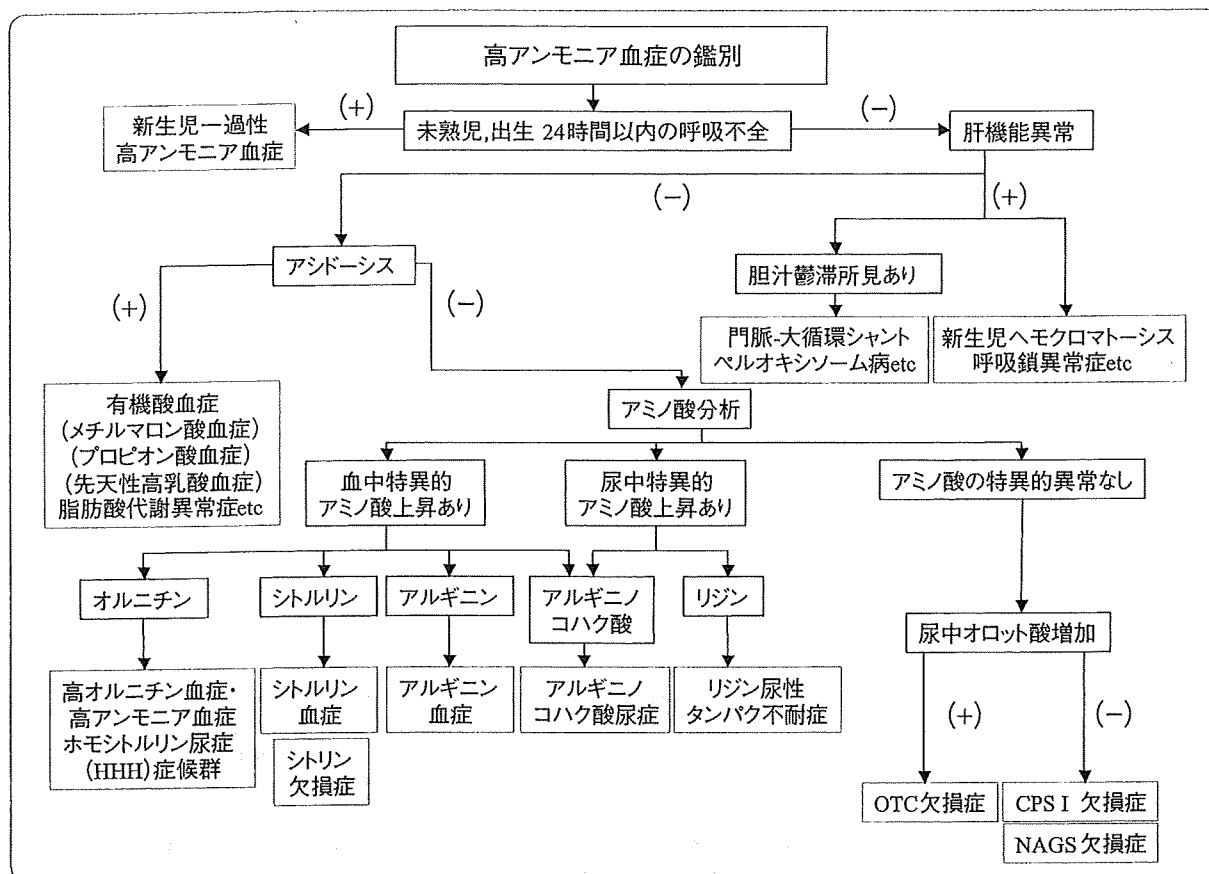 高アンモニア血症の鑑別
(+)
(−)
新生児一過性
高アンモニア血症
未熟児,出生 24時間以内の呼吸不全
肝機能異常
(−)
(+)
アシドーシス
胆汁鬱滞所見あり
(+)
(−)
門脈-大循環シャント
ペルオキシソーム病etc
新生児ヘモクロマトーシス
呼吸鎖異常症etc
有機酸血症
(メチルマロン酸血症)
(プロピオン酸血症)
(先天性高乳酸血症)
脂肪酸代謝異常症etc
アミノ酸分析
血中特異的
アミノ酸上昇あり
尿中特異的
アミノ酸上昇あり
アミノ酸の特異的異常なし
オルニチン
シトルリン
アルギニン
アルギニノ
コハク酸
リジン
尿中オロット酸増加
高オルニチン血症・
高アンモニア血症
ホモシトルリン尿症
(HHH)症候群
シトルリン
血症
アルギニン
血症
アルギニノ
コハク酸尿症
リジン尿性
タンパク不耐症
シトリン
欠損症
(+)
(−)
OTC欠損症
CPS I 欠損症
NAGS欠損症